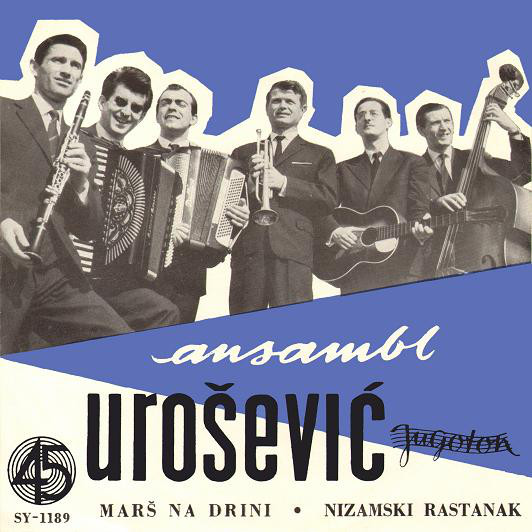 ansambl
urošević
Jugoton
45
SY-1189
MARŠ NA DRINI • NIZAMSKI RASTANAK